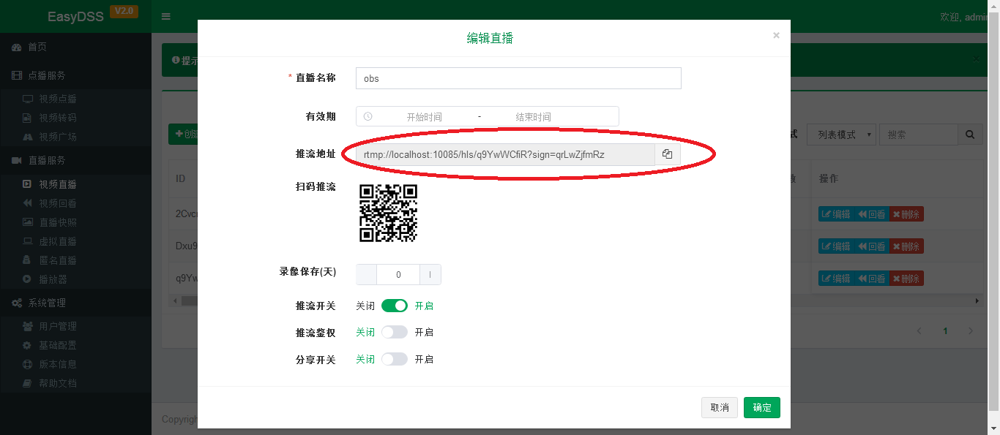 EasyDSS V2.0
欢迎, admin
首页
点播服务
视频点播
视频转码
视频广场
直播服务
视频直播
视频回看
直播快照
虚拟直播
匿名直播
播放器
系统管理
用户管理
基础配置
版本信息
帮助文档
提示
创建
式
列表模式
搜索
ID
数
操作
2Cvc
编辑 回看 删除
Dxu9
编辑 回看 删除
q9Yw
编辑 回看 删除
1
Copyrigh
编辑直播
×
* 直播名称
obs
有效期
开始时间 - 结束时间
推流地址
rtmp://localhost:10085/hls/q9YwWCfiR?sign=qrLwZjfmRz
扫码推流
录像保存(天)
0
推流开关
关闭 开启
推流鉴权
关闭 开启
分享开关
关闭 开启
取消
确定